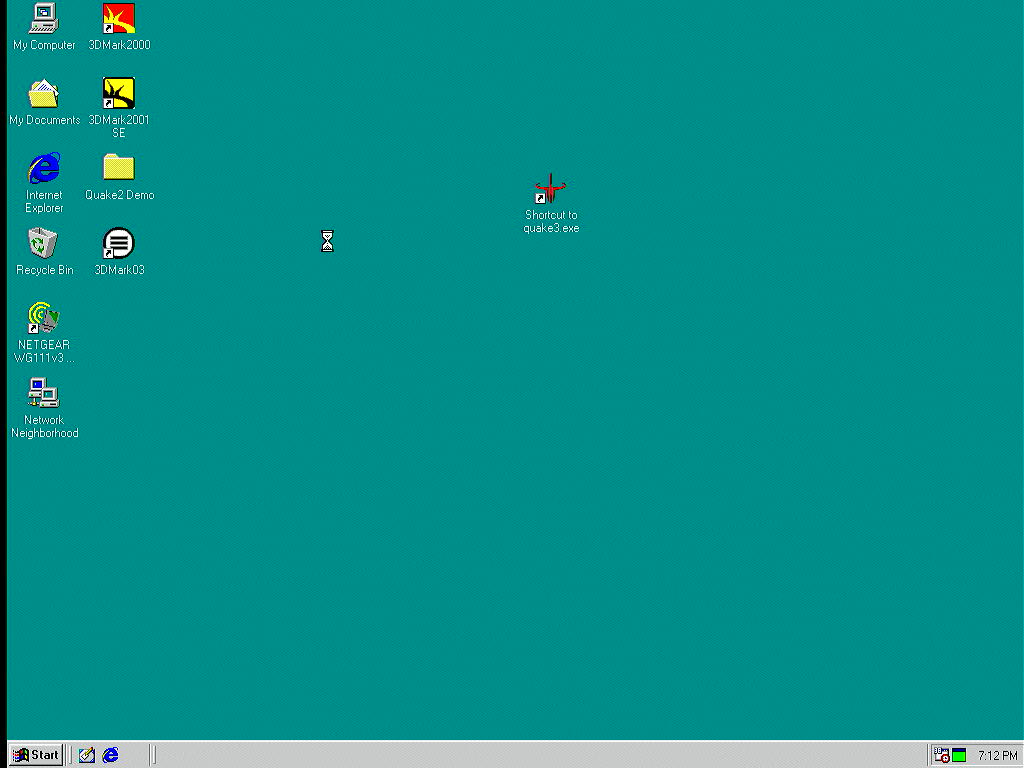 My Computer
3DMark2000
My Documents
3DMark2001
SE
Internet
Explorer
Quake2 Demo
Shortcut to
quake3.exe
Recycle Bin
3DMark03
NETGEAR
WG111v3 ...
Network
Neighborhood
Start
7:12 PM